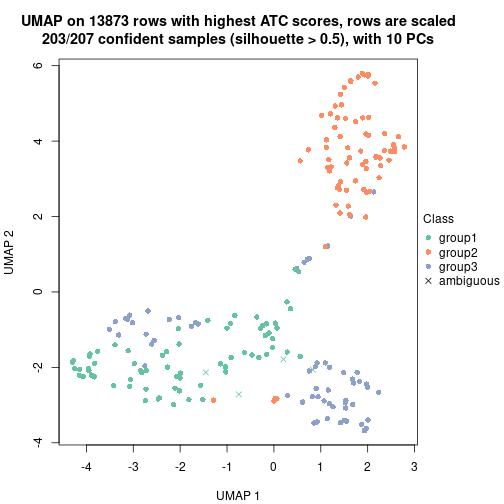 UMAP on 13873 rows with highest ATC scores, rows are scaled
203/207 confident samples (silhouette > 0.5), with 10 PCs
6
4
2
0
-2
-4
UMAP 2
-4
-3
-2
-1
0
1
2
3
UMAP 1
Class
group1
group2
group3
ambiguous